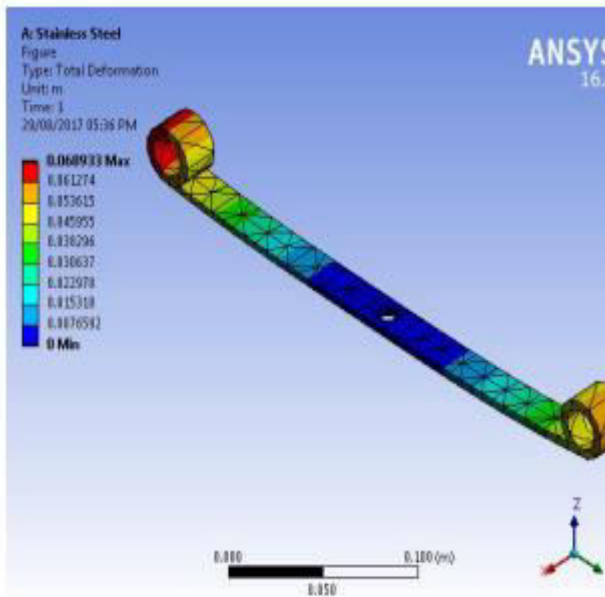 A: Stainless Steel
Figure
Type: Total Deformation
Unit: m
Time: 1
29/08/2017 05:36 PM
0.068933 Max
0.061274
0.053615
0.045955
0.038296
0.030637
0.022978
0.015318
0.0076592
0 Min
ANSYS
16.
Z
0.000
0.100 (m)
0.050